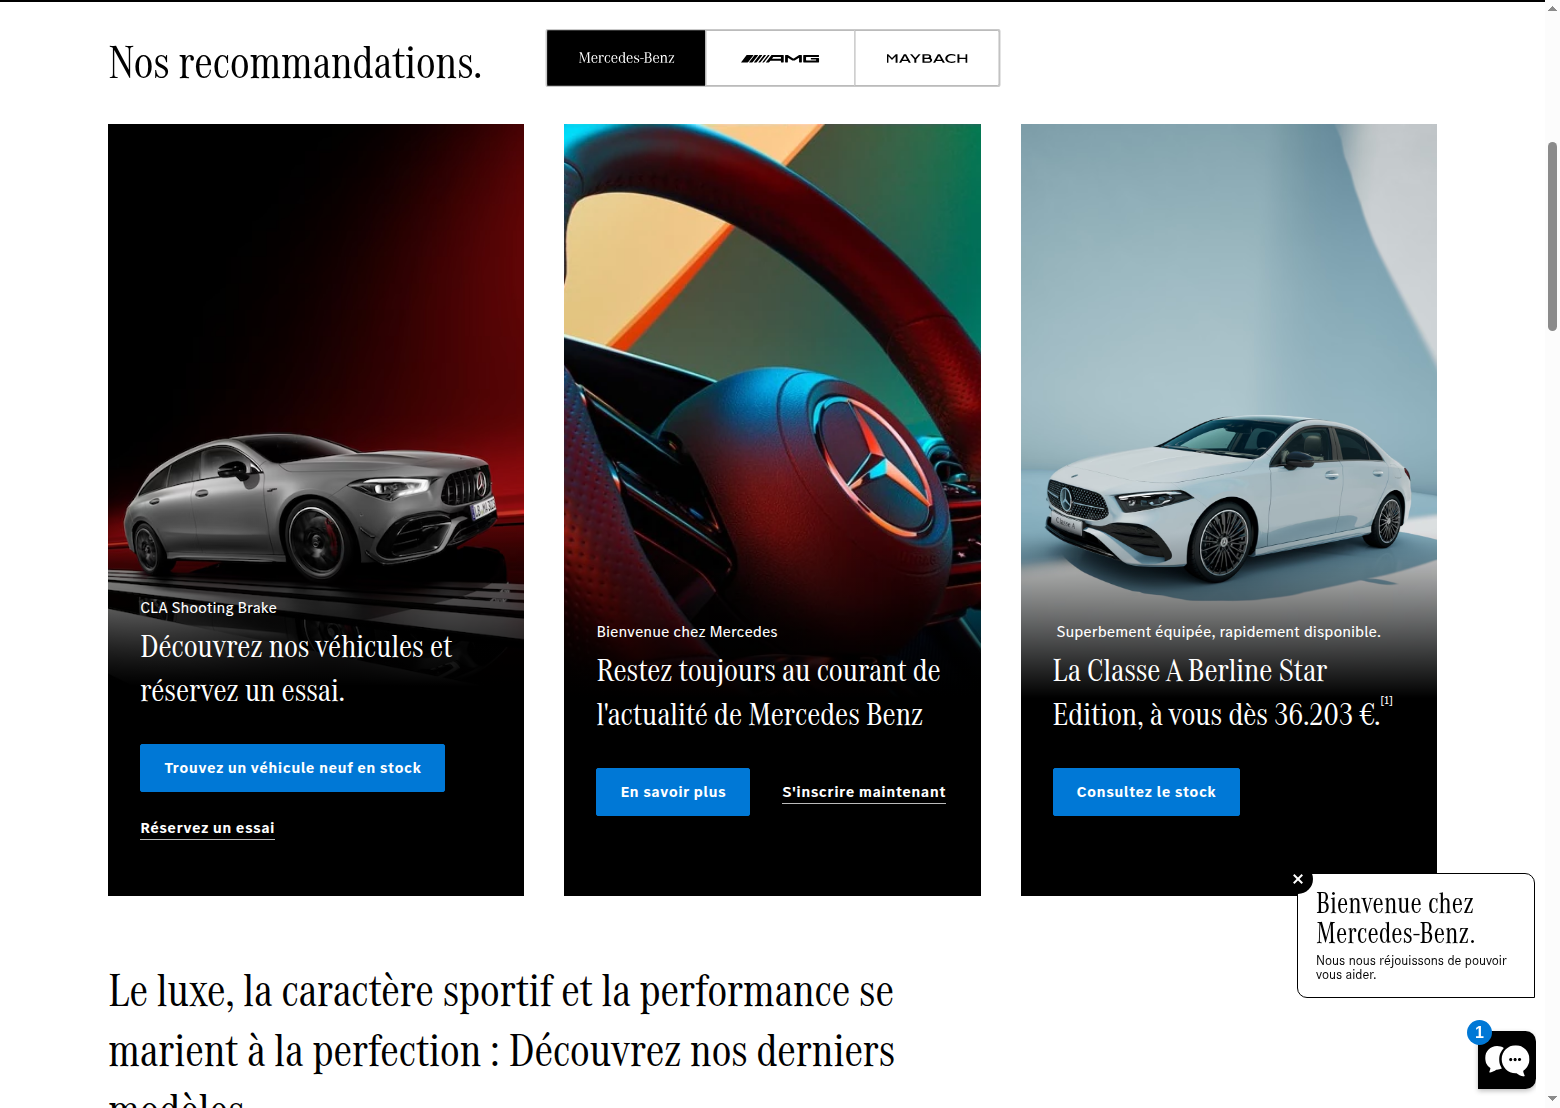 Nos recommandations.
Mercedes-Benz
AMG
MAYBACH
CLA Shooting Brake
Découvrez nos véhicules et
réservez un essai.
Trouvez un véhicule neuf en stock
Réservez un essai
Bienvenue chez Mercedes
Restez toujours au courant de
l'actualité de Mercedes Benz
En savoir plus
S'inscrire maintenant
Classe A
Superbement équipée, rapidement disponible.
La Classe A Berline Star
Edition, à vous dès 36.203 €.[1]
Consultez le stock
Bienvenue chez
Mercedes-Benz.
Nous nous réjouissons de pouvoir
vous aider.
1
Le luxe, la caractère sportif et la performance se
marient à la perfection : Découvrez nos derniers
modèles